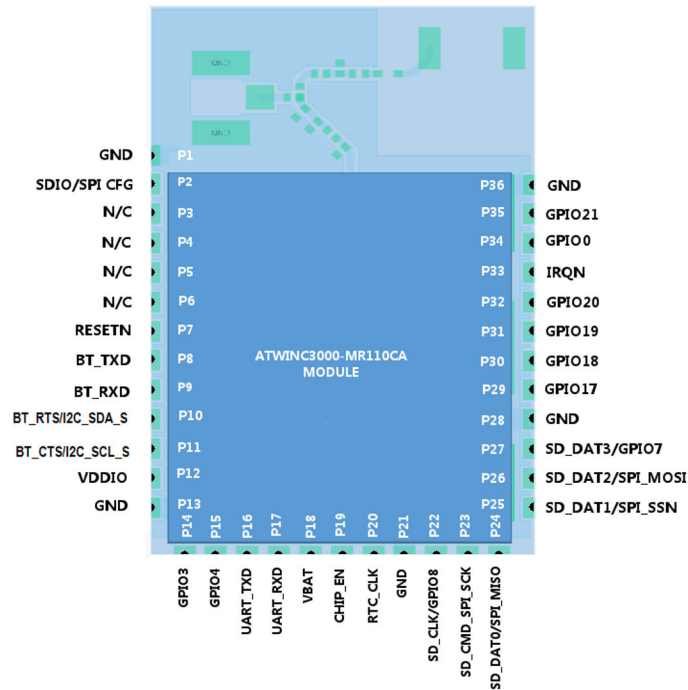 GND
GND
GND P1
SDIO/SPI CFG P2
N/C P3
N/C P4
N/C P5
N/C P6
RESETN P7
BT_TXD P8
BT_RXD P9
BT_RTS/I2C_SDA_S P10
BT_CTS/I2C_SCL_S P11
VDDIO P12
GND P13
ATWINC3000-MR110CA
MODULE
P36 GND
P35 GPIO21
P34 GPIO0
P33 IRQN
P32 GPIO20
P31 GPIO19
P30 GPIO18
P29 GPIO17
P28 GND
P27 SD_DAT3/GPIO7
P26 SD_DAT2/SPI_MOSI
P25 SD_DAT1/SPI_SSN
P14 GPIO3
P15 GPIO4
P16 UART_TXD
P17 UART_RXD
P18 VBAT
P19 CHIP_EN
P20 RTC_CLK
P21 GND
P22 SD_CLK/GPIO8
P23 SD_CMD_SPI_SCK
P24 SD_DAT0/SPI_MISO